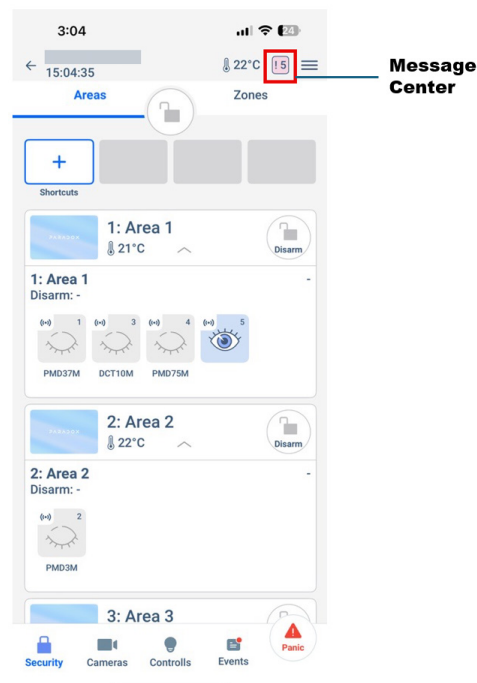 3:04
24
15:04:35
22°C
! 5
Message
Center
Areas
Zones
+
Shortcuts
PARADOX
1: Area 1
21°C
Disarm
1: Area 1
-
Disarm: -
1
3
4
5
PMD37M
DCT10M
PMD75M
PARADOX
2: Area 2
22°C
Disarm
2: Area 2
-
Disarm: -
2
PMD3M
3: Area 3
Security
Cameras
Controlls
Events
Panic